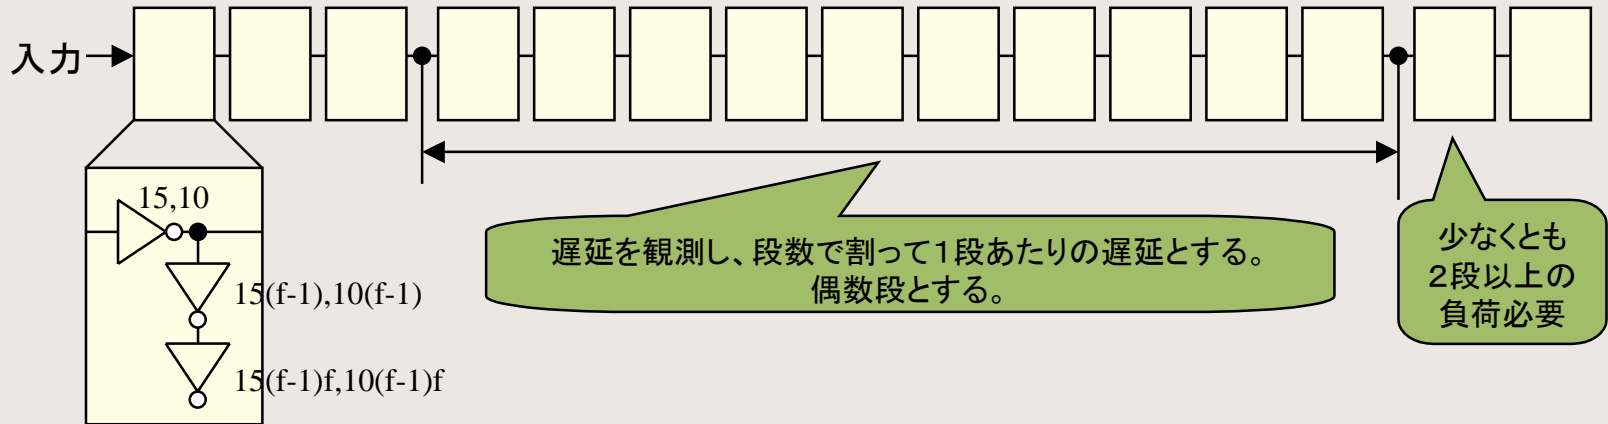 入力
15,10
15(f-1),10(f-1)
15(f-1)f,10(f-1)f
遅延を観測し、段数で割って1段あたりの遅延とする。
偶数段とする。
少なくとも
2段以上の
負荷必要